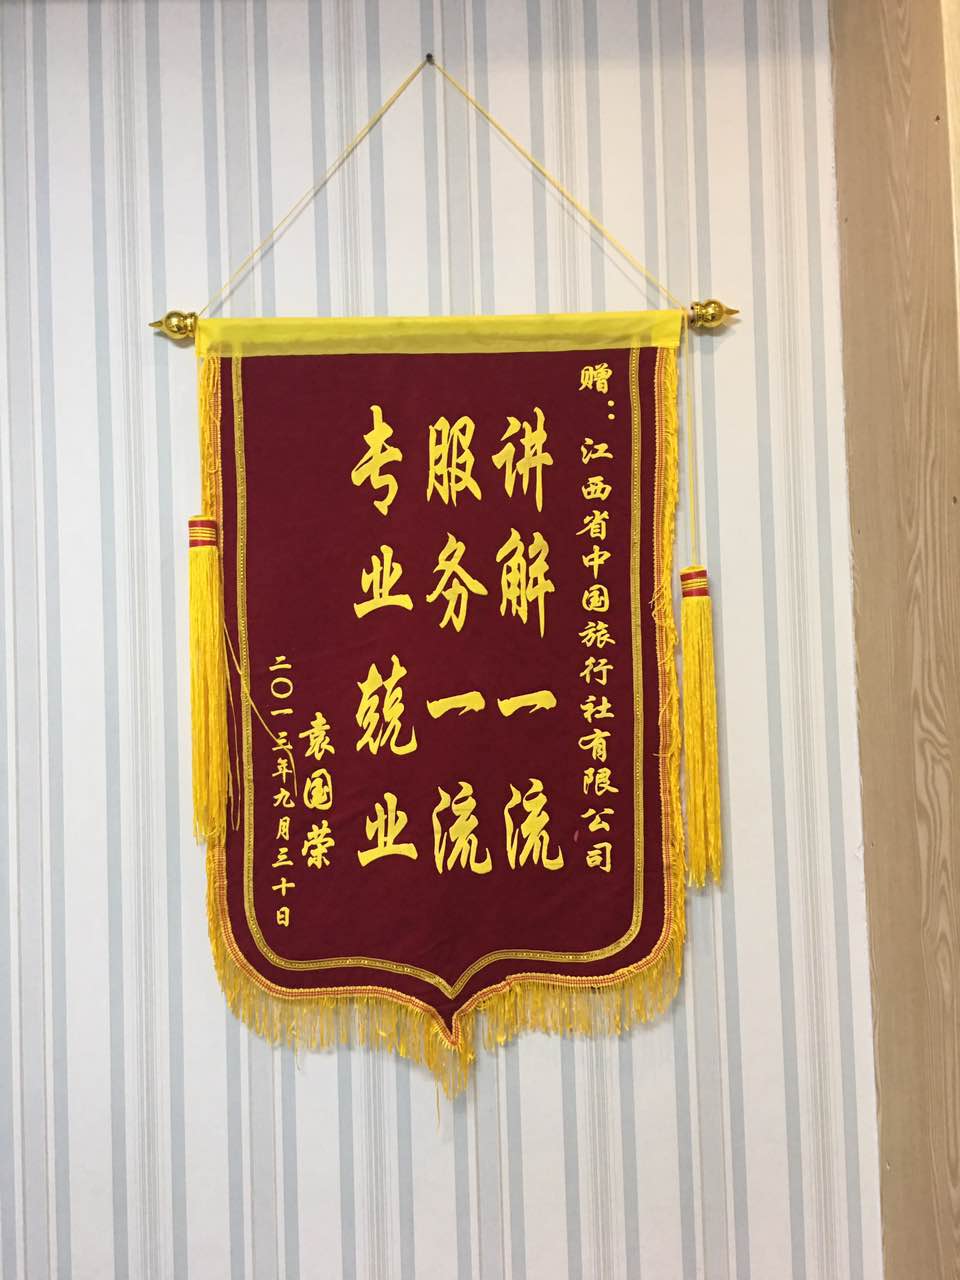 赠：江西省中国旅行社有限公司
讲解一流
服务一流
专业兢业
袁国荣
二〇一三年九月三十日